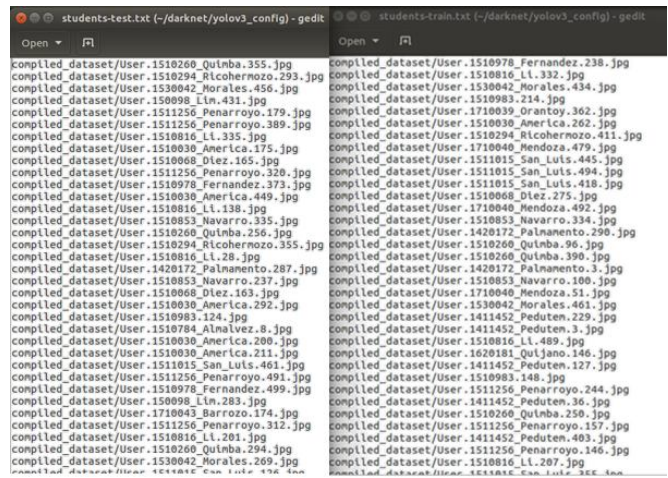 students-test.txt (~/darknet/yolov3_config) - gedit
Open
compiled_dataset/User.1510260_Quimba.355.jpg
compiled_dataset/User.1510294_Ricohermozo.293.jpg
compiled_dataset/User.1530042_Morales.456.jpg
compiled_dataset/User.150098_Lim.431.jpg
compiled_dataset/User.1511256_Penarroyo.179.jpg
compiled_dataset/User.1511256_Penarroyo.389.jpg
compiled_dataset/User.1510816_Li.335.jpg
compiled_dataset/User.1510030_America.175.jpg
compiled_dataset/User.1510068_Diez.165.jpg
compiled_dataset/User.1511256_Penarroyo.320.jpg
compiled_dataset/User.1510978_Fernandez.373.jpg
compiled_dataset/User.1510030_America.449.jpg
compiled_dataset/User.1510816_Li.138.jpg
compiled_dataset/User.1510853_Navarro.335.jpg
compiled_dataset/User.1510260_Quimba.256.jpg
compiled_dataset/User.1510294_Ricohermozo.355.jpg
compiled_dataset/User.1510816_Li.28.jpg
compiled_dataset/User.1420172_Palmamento.287.jpg
compiled_dataset/User.1510853_Navarro.237.jpg
compiled_dataset/User.1510068_Diez.163.jpg
compiled_dataset/User.1510030_America.292.jpg
compiled_dataset/User.1510983.124.jpg
compiled_dataset/User.1510784_Almalvez.8.jpg
compiled_dataset/User.1510030_America.200.jpg
compiled_dataset/User.1510030_America.211.jpg
compiled_dataset/User.1511015_San_Luis.461.jpg
compiled_dataset/User.1511256_Penarroyo.491.jpg
compiled_dataset/User.1510978_Fernandez.499.jpg
compiled_dataset/User.150098_Lim.283.jpg
compiled_dataset/User.1710043_Barrozo.174.jpg
compiled_dataset/User.1511256_Penarroyo.312.jpg
compiled_dataset/User.1510816_Li.201.jpg
compiled_dataset/User.1510260_Quimba.294.jpg
compiled_dataset/User.1530042_Morales.269.jpg
compiled_dataset/User.1511015_San_Luis.126.jpg
students-train.txt (~/darknet/yolov3_config) - gedit
Open
compiled_dataset/User.1510978_Fernandez.238.jpg
compiled_dataset/User.1510816_Li.332.jpg
compiled_dataset/User.1530042_Morales.434.jpg
compiled_dataset/User.1510983.214.jpg
compiled_dataset/User.1710039_Orantoy.362.jpg
compiled_dataset/User.1510030_America.262.jpg
compiled_dataset/User.1510294_Ricohermozo.411.jpg
compiled_dataset/User.1710040_Mendoza.479.jpg
compiled_dataset/User.1511015_San_Luis.445.jpg
compiled_dataset/User.1511015_San_Luis.494.jpg
compiled_dataset/User.1511015_San_Luis.418.jpg
compiled_dataset/User.1510068_Diez.275.jpg
compiled_dataset/User.1710040_Mendoza.492.jpg
compiled_dataset/User.1510853_Navarro.334.jpg
compiled_dataset/User.1420172_Palmamento.290.jpg
compiled_dataset/User.1510260_Quimba.96.jpg
compiled_dataset/User.1510260_Quimba.390.jpg
compiled_dataset/User.1420172_Palmamento.3.jpg
compiled_dataset/User.1510853_Navarro.100.jpg
compiled_dataset/User.1710040_Mendoza.51.jpg
compiled_dataset/User.1530042_Morales.461.jpg
compiled_dataset/User.1411452_Pedutem.229.jpg
compiled_dataset/User.1411452_Pedutem.3.jpg
compiled_dataset/User.1510816_Li.489.jpg
compiled_dataset/User.1620181_Quijano.146.jpg
compiled_dataset/User.1411452_Pedutem.127.jpg
compiled_dataset/User.1510983.148.jpg
compiled_dataset/User.1511256_Penarroyo.244.jpg
compiled_dataset/User.1411452_Pedutem.36.jpg
compiled_dataset/User.1510260_Quimba.250.jpg
compiled_dataset/User.1511256_Penarroyo.157.jpg
compiled_dataset/User.1411452_Pedutem.403.jpg
compiled_dataset/User.1511256_Penarroyo.146.jpg
compiled_dataset/User.1510816_Li.207.jpg
compiled_dataset/User.1511015_San_Luis.355.jpg